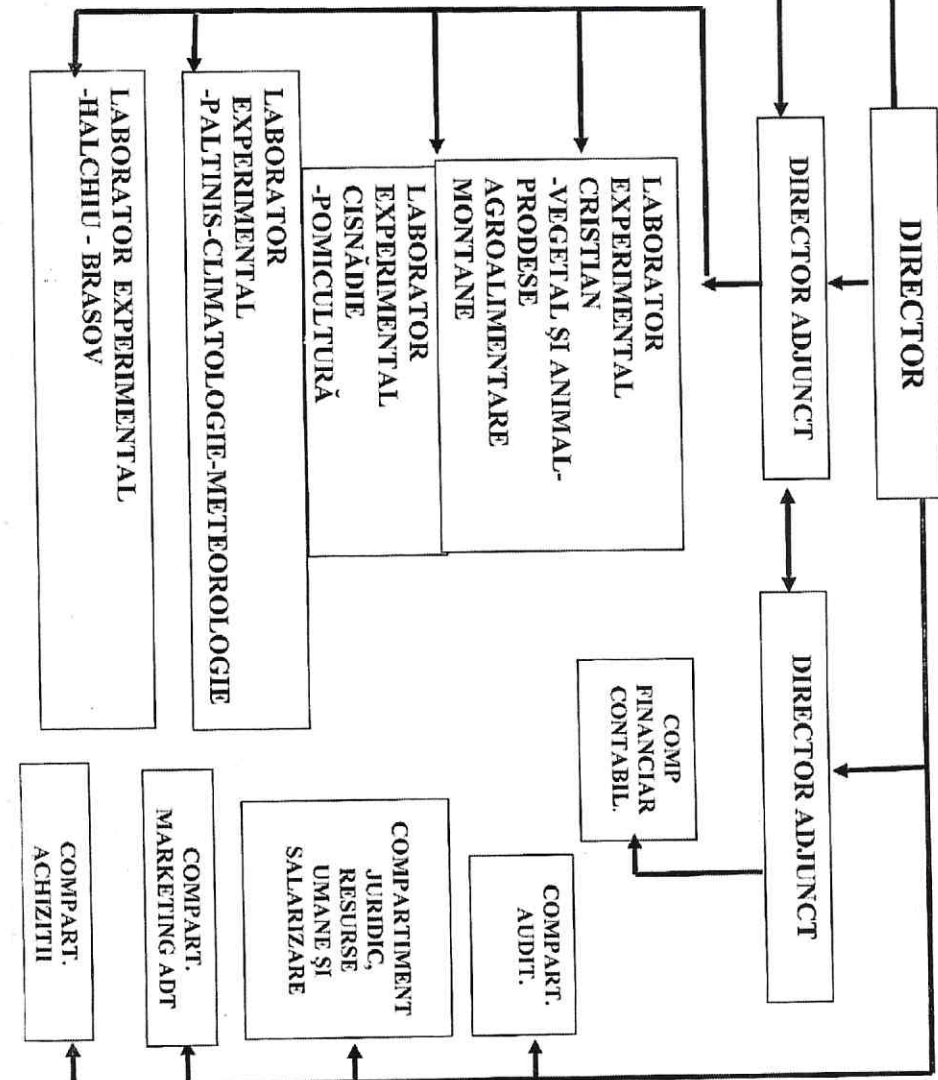 DIRECTOR
DIRECTOR ADJUNCT
DIRECTOR ADJUNCT
LABORATOR
EXPERIMENTAL
CRISTIAN
-VEGETAL ȘI ANIMAL-
PRODESE
AGROALIMENTARE
MONTANE
LABORATOR
EXPERIMENTAL
CISNĂDIE
-POMICULTURĂ
LABORATOR
EXPERIMENTAL
-PALTINIS-CLIMATOLOGIE-METEOROLOGIE
LABORATOR EXPERIMENTAL
-HALCHIU - BRASOV
COMP
FINANCIAR
CONTABIL.
COMPART.
AUDIT.
COMPARTIMENT
JURIDIC,
RESURSE
UMANE ȘI
SALARIZARE
COMPART.
MARKETING ADT
COMPART.
ACHIZITII